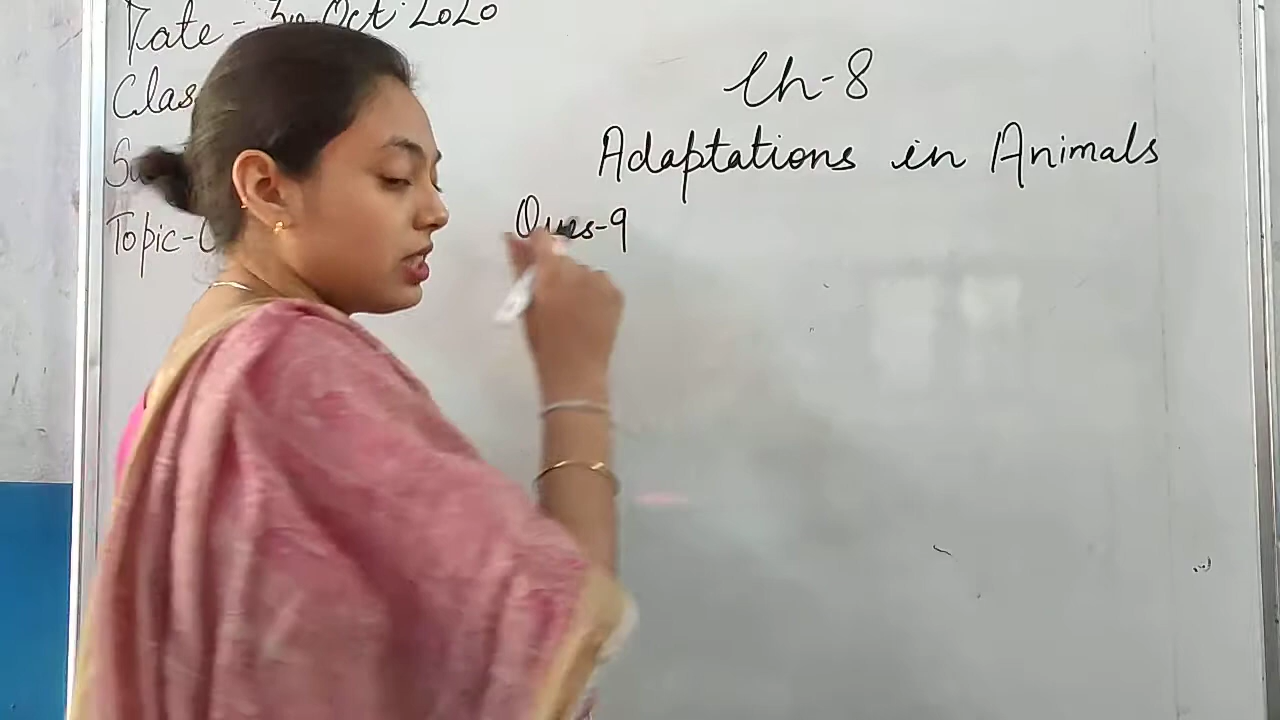 Date - 30 Oct. 2020
Clas
Su
Topic-
Ch-8
Adaptations in Animals
Ques-9